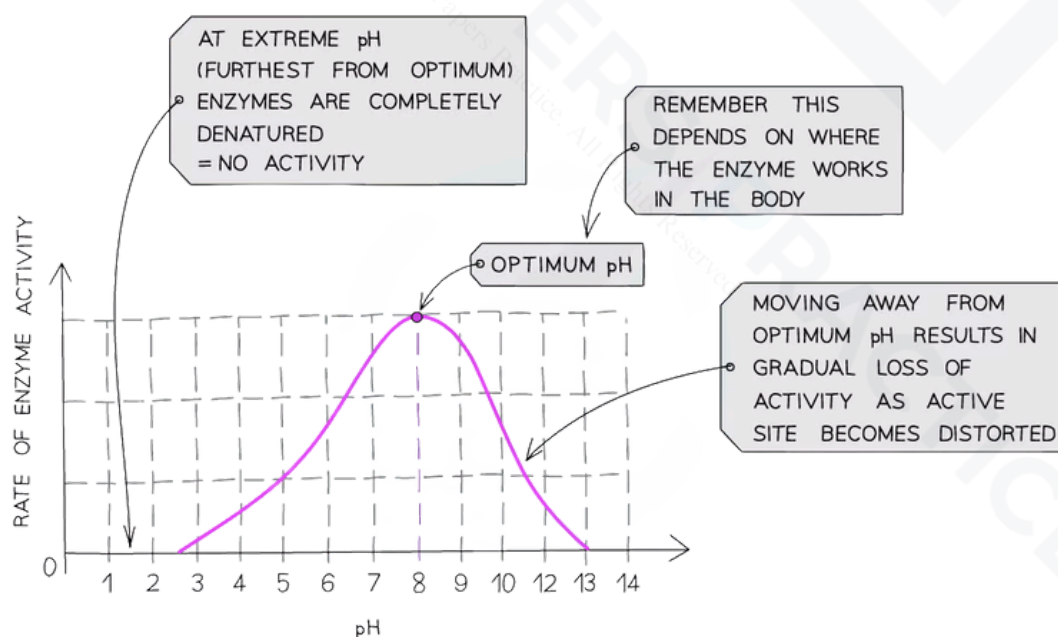 AT EXTREME pH
(FURTHEST FROM OPTIMUM)
ENZYMES ARE COMPLETELY
DENATURED
= NO ACTIVITY
REMEMBER THIS
DEPENDS ON WHERE
THE ENZYME WORKS
IN THE BODY
OPTIMUM pH
MOVING AWAY FROM
OPTIMUM pH RESULTS IN
GRADUAL LOSS OF
ACTIVITY AS ACTIVE
SITE BECOMES DISTORTED
RATE OF ENZYME ACTIVITY
0
1 2 3 4 5 6 7 8 9 10 12 13 14
pH